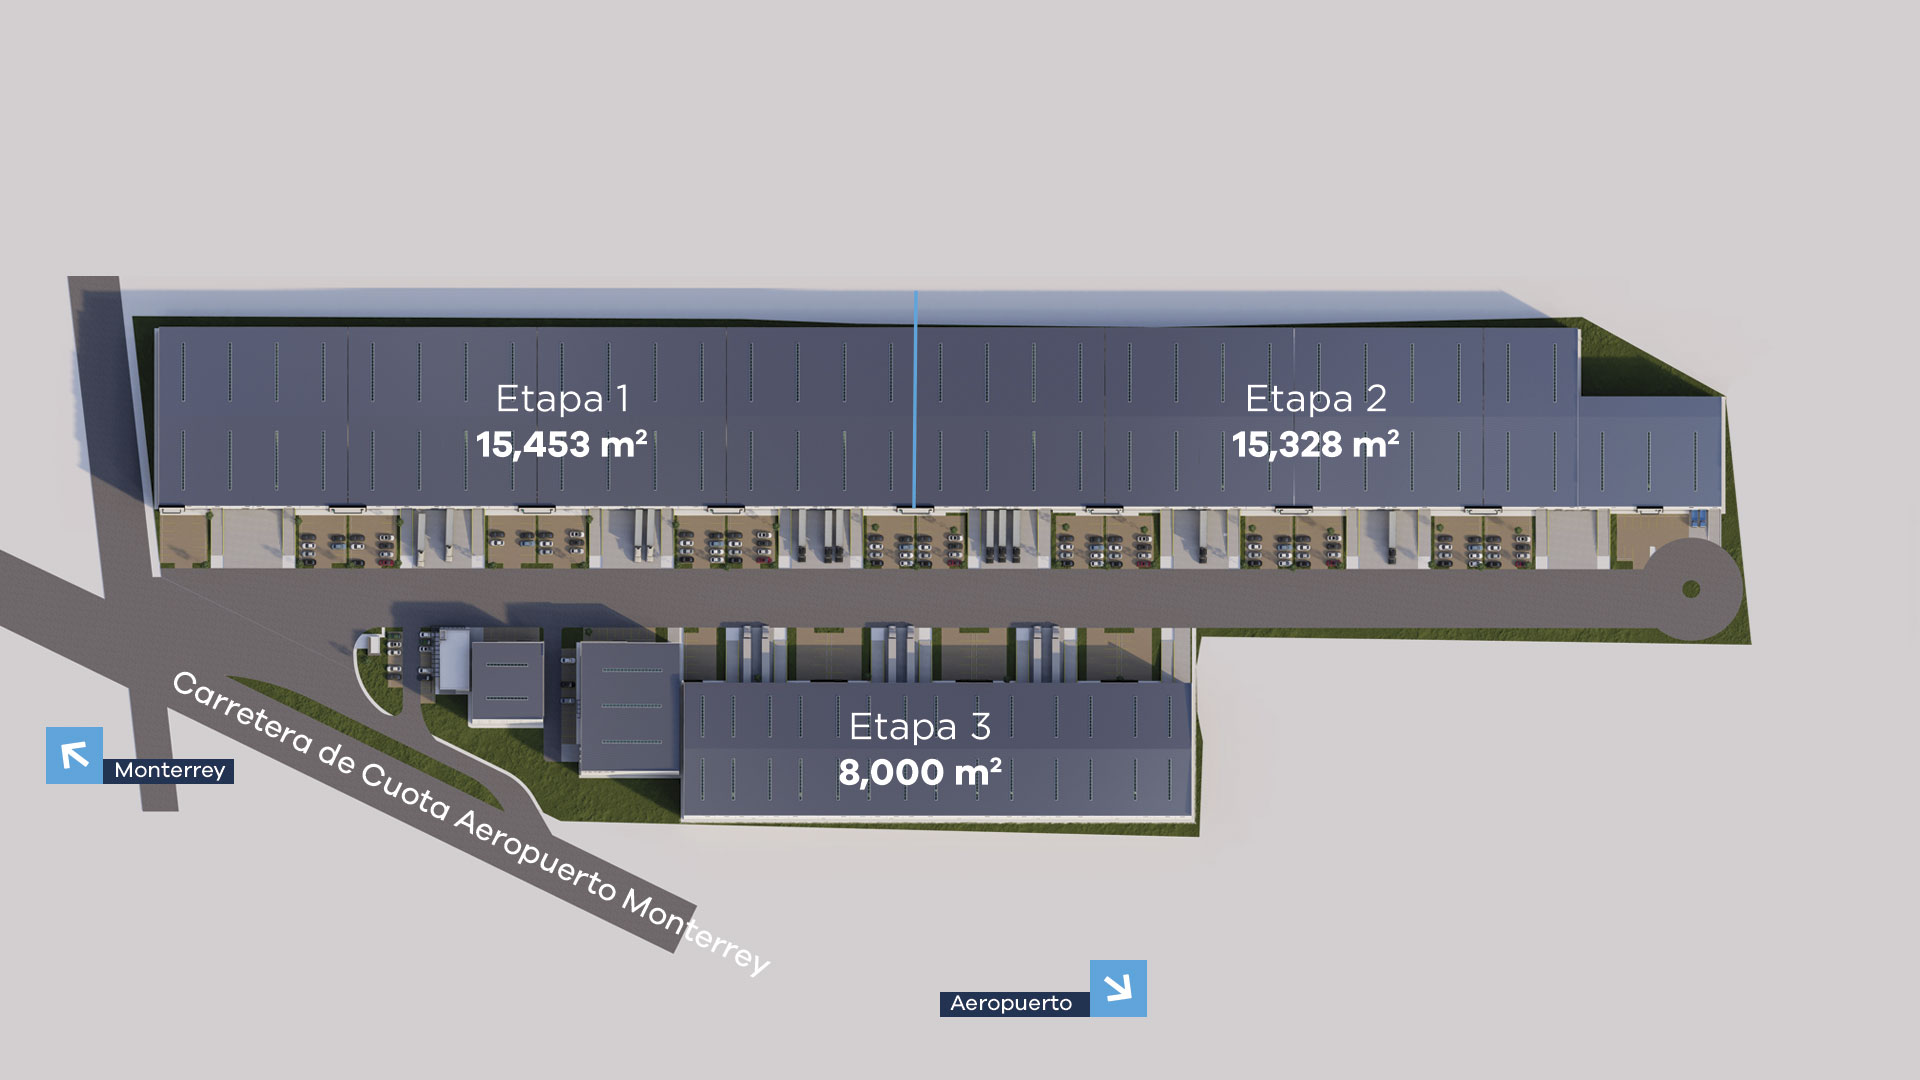 Etapa 1
15,453 m²
Etapa 2
15,328 m²
Etapa 3
8,000 m²
Carretera de Cuota Aeropuerto Monterrey
Monterrey
Aeropuerto